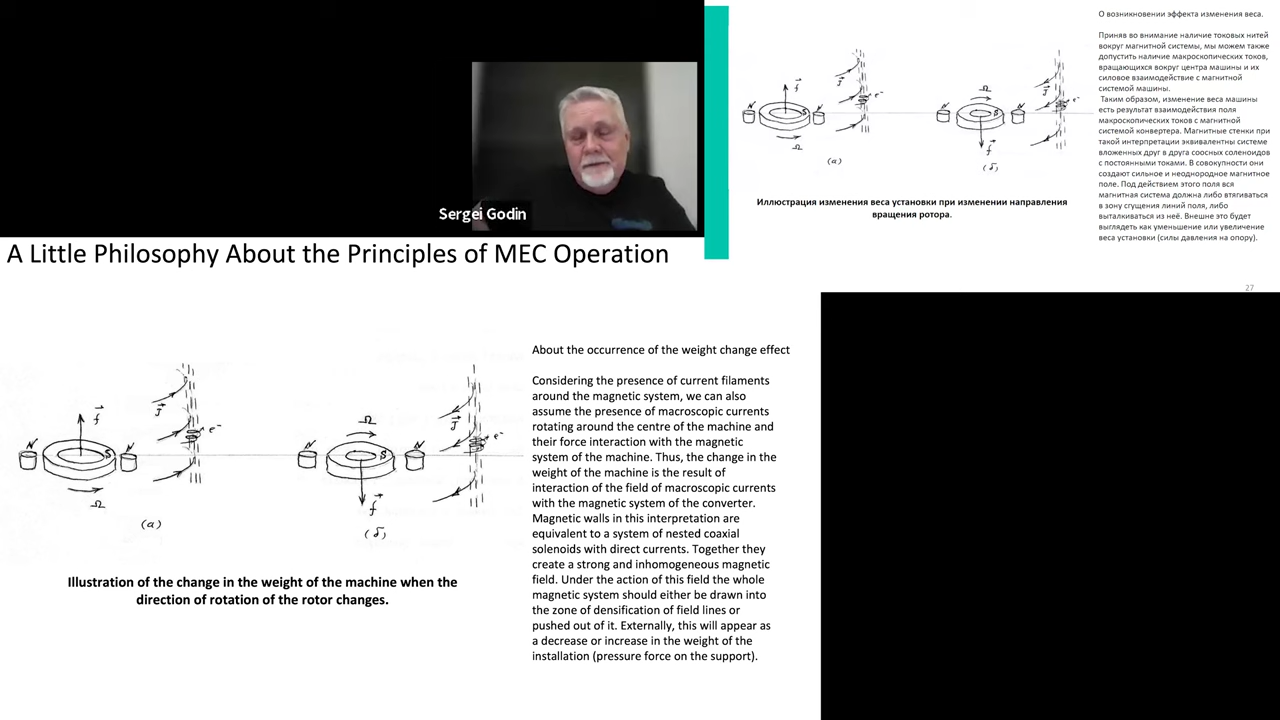 Sergei Godin
О возникновении эффекта изменения веса.
Приняв во внимание наличие токовых нитей
вокруг магнитной системы, мы можем также
допустить наличие макроскопических токов,
вращающихся вокруг центра машины и их
силовое взаимодействие с магнитной
системой машины.
Таким образом, изменение веса машины
есть результат взаимодействия поля
макроскопических токов с магнитной
системой конвертера. Магнитные стенки при
такой интерпретации эквивалентны системе
вложенных друг в друга соосных соленоидов
с постоянными токами. В совокупности они
создают сильное и неоднородное магнитное
поле. Под действием этого поля вся
магнитная система должна либо втягиваться
в зону сгущения линий поля, либо
выталкиваться из неё. Внешне это будет
выглядеть как уменьшение или увеличение
веса установки (силы давления на опору).
f
N
S
N
Ω
J
e⁻
(а)
Ω
N
S
N
f
J
e⁻
(б)
Иллюстрация изменения веса установки при изменении направления
вращения ротора.
27
A Little Philosophy About the Principles of MEC Operation
f
N
S
N
Ω
J
e⁻
(а)
Ω
N
S
N
f
J
e⁻
(б)
Illustration of the change in the weight of the machine when the
direction of rotation of the rotor changes.
About the occurrence of the weight change effect
Considering the presence of current filaments
around the magnetic system, we can also
assume the presence of macroscopic currents
rotating around the centre of the machine and
their force interaction with the magnetic
system of the machine. Thus, the change in the
weight of the machine is the result of
interaction of the field of macroscopic currents
with the magnetic system of the converter.
Magnetic walls in this interpretation are
equivalent to a system of nested coaxial
solenoids with direct currents. Together they
create a strong and inhomogeneous magnetic
field. Under the action of this field the whole
magnetic system should either be drawn into
the zone of densification of field lines or
pushed out of it. Externally, this will appear as
a decrease or increase in the weight of the
installation (pressure force on the support).